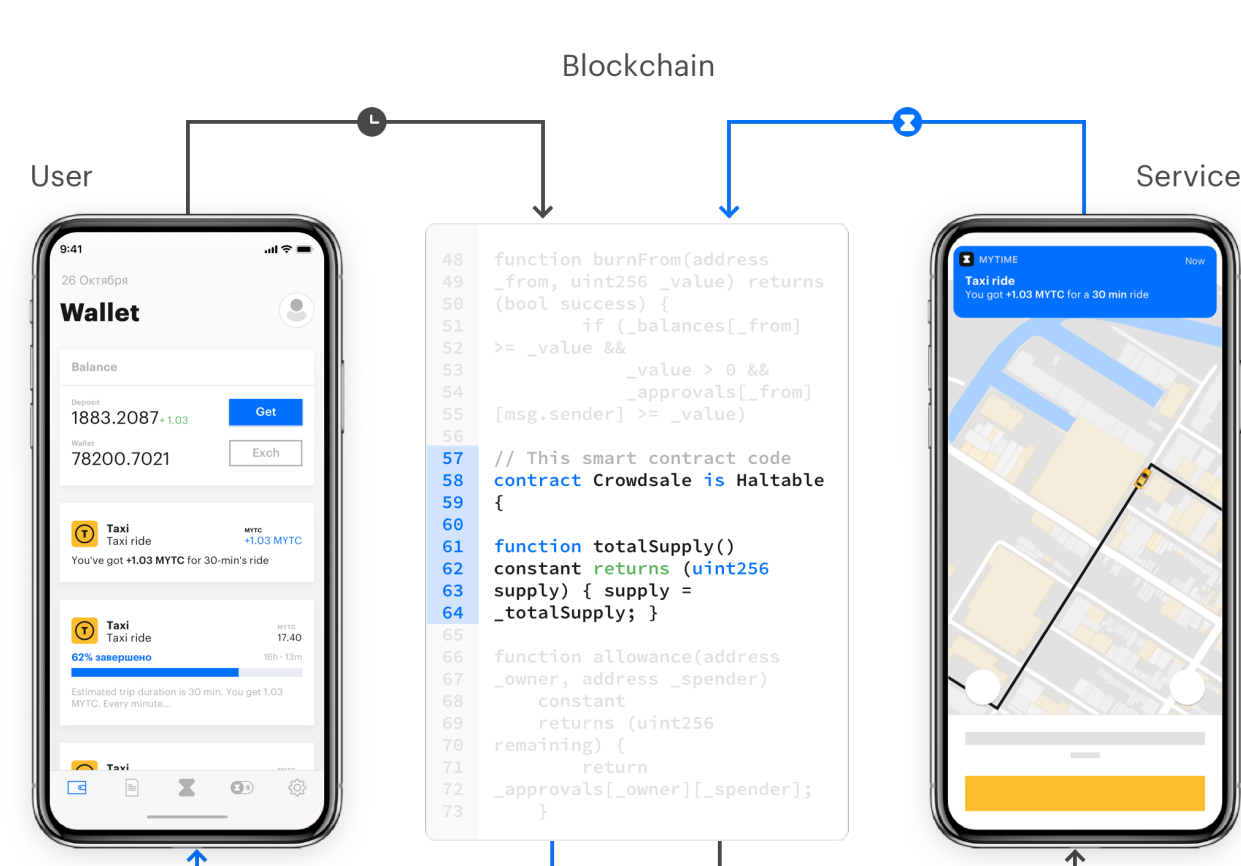 Blockchain
User
Service
9:41
26 Октября
Wallet
Balance
Deposit
1883.2087 +1.03
Get
Wallet
78200.7021
Exch
Taxi
Taxi ride
MYTC
+1.03 MYTC
You've got +1.03 MYTC for 30-min's ride
Taxi
Taxi ride
MYTC
17.40
62% завершено
16h - 13m
Estimated trip duration is 30 min. You get 1.03
MYTC. Every minute...
Taxi
48 function burnFrom(address
49 _from, uint256 _value) returns
50 (bool success) {
51 if (_balances[_from]
52 >= _value &&
53 _value > 0 &&
54 _approvals[_from]
55 [msg.sender] >= _value)
56
57 // This smart contract code
58 contract Crowdsale is Haltable
59 {
60
61 function totalSupply()
62 constant returns (uint256
63 supply) { supply =
64 _totalSupply; }
65
66 function allowance(address
67 _owner, address _spender)
68 constant
69 returns (uint256
70 remaining) {
71 return
72 _approvals[_owner][_spender];
73 }
MYTIME
Now
Taxi ride
You got +1.03 MYTC for a 30 min ride